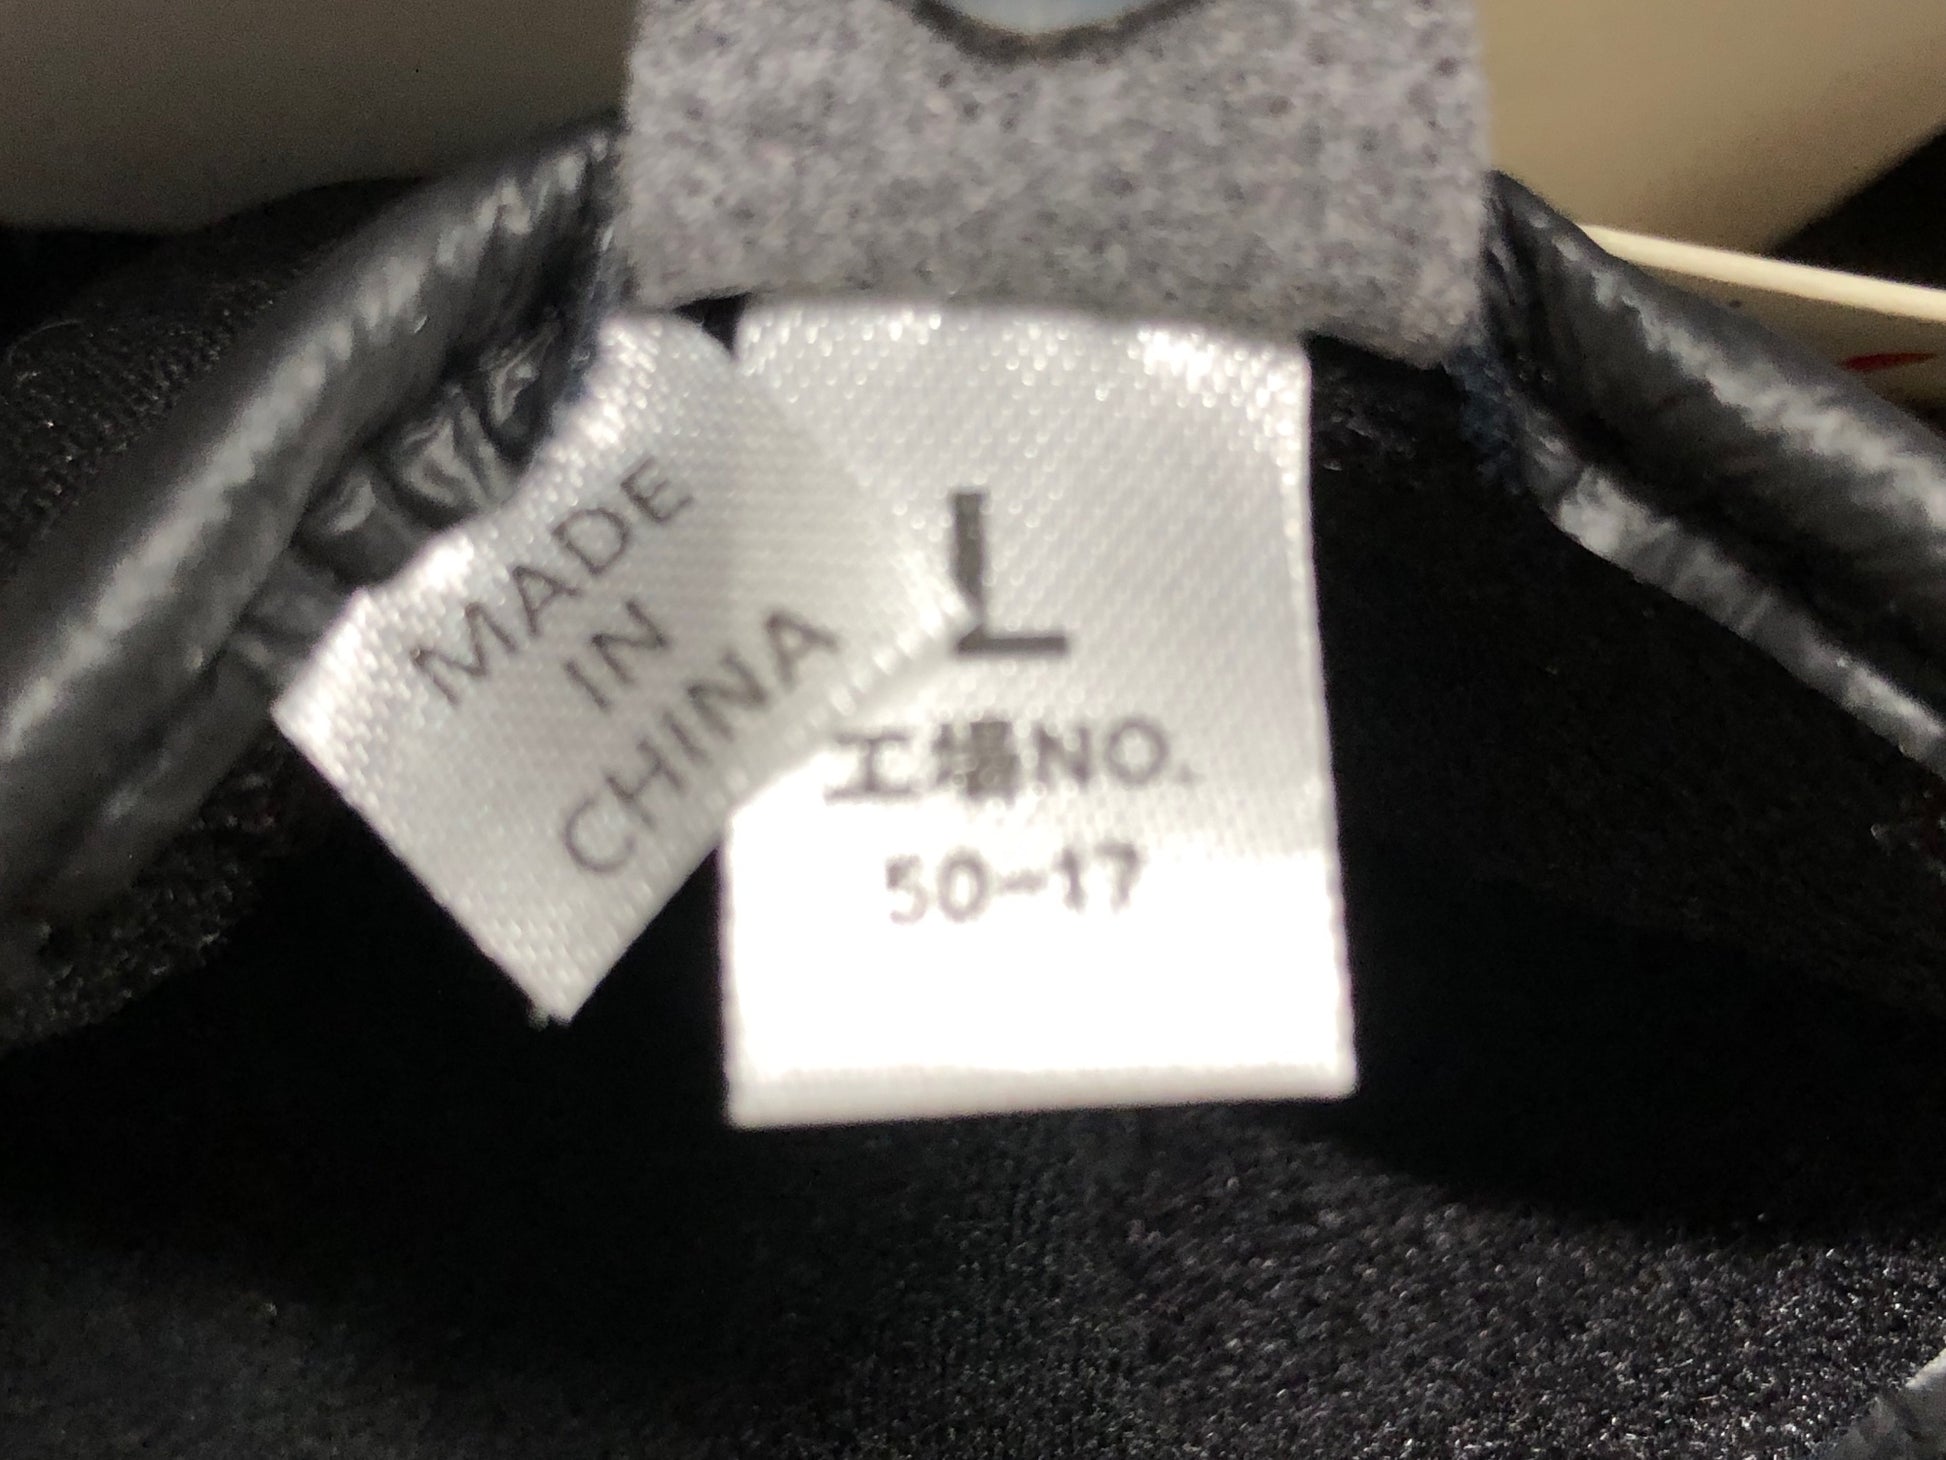 MADE
IN
CHINA
L
工場NO.
50-17